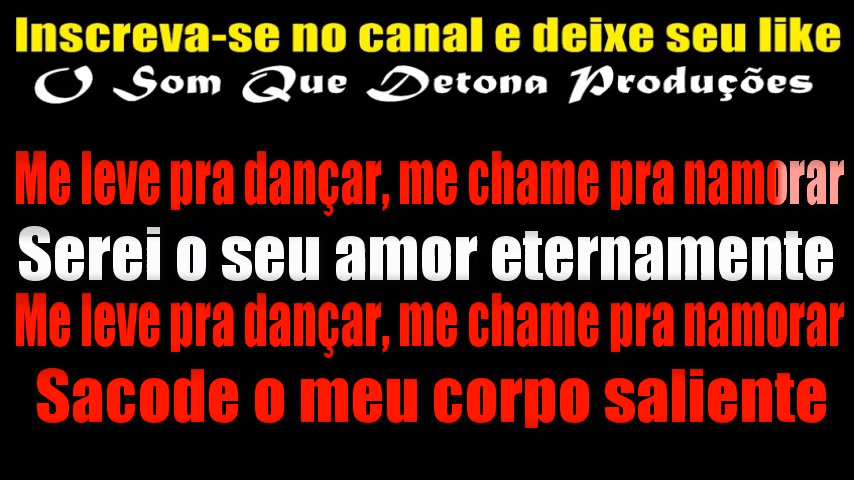 Inscreva-se no canal e deixe seu like
O Som Que Detona Produções
Me leve pra dançar, me chame pra namorar
Serei o seu amor eternamente
Me leve pra dançar, me chame pra namorar
Sacode o meu corpo saliente